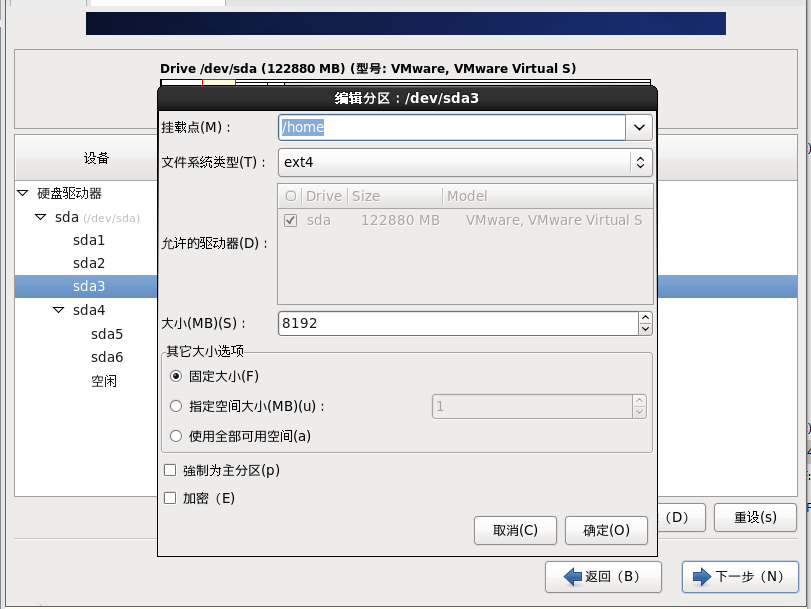 Drive /dev/sda (122880 MB) (型号: VMware, VMware Virtual S)
编辑分区：/dev/sda3
挂载点(M)：
/home
文件系统类型(T)：
ext4
Drive Size Model
sda 122880 MB VMware, VMware Virtual S
允许的驱动器(D)：
大小(MB)(S)：
8192
其它大小选项
固定大小(F)
指定空间大小(MB)(u)：
1
使用全部可用空间(a)
強制为主分区(p)
加密（E)
取消(C)
确定(O)
设备
硬盘驱动器
sda (/dev/sda)
sda1
sda2
sda3
sda4
sda5
sda6
空闲
（D）
重设(s)
返回（B）
下一步（N）